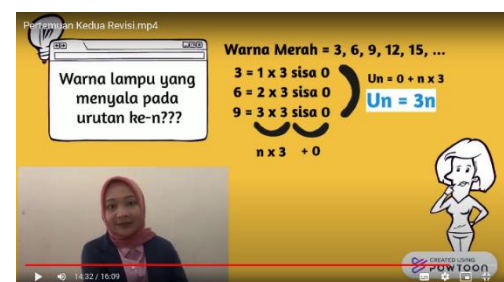 Pertemuan Kedua Revisi.mp4
Warna lampu yang
menyala pada
urutan ke-n???
Warna Merah = 3, 6, 9, 12, 15, ...
3 = 1 x 3 sisa 0
6 = 2 x 3 sisa 0
9 = 3 x 3 sisa 0
n x 3 + 0
Un = 0 + n x 3
Un = 3n
14:32 / 16:09
CREATED USING
POWTOON